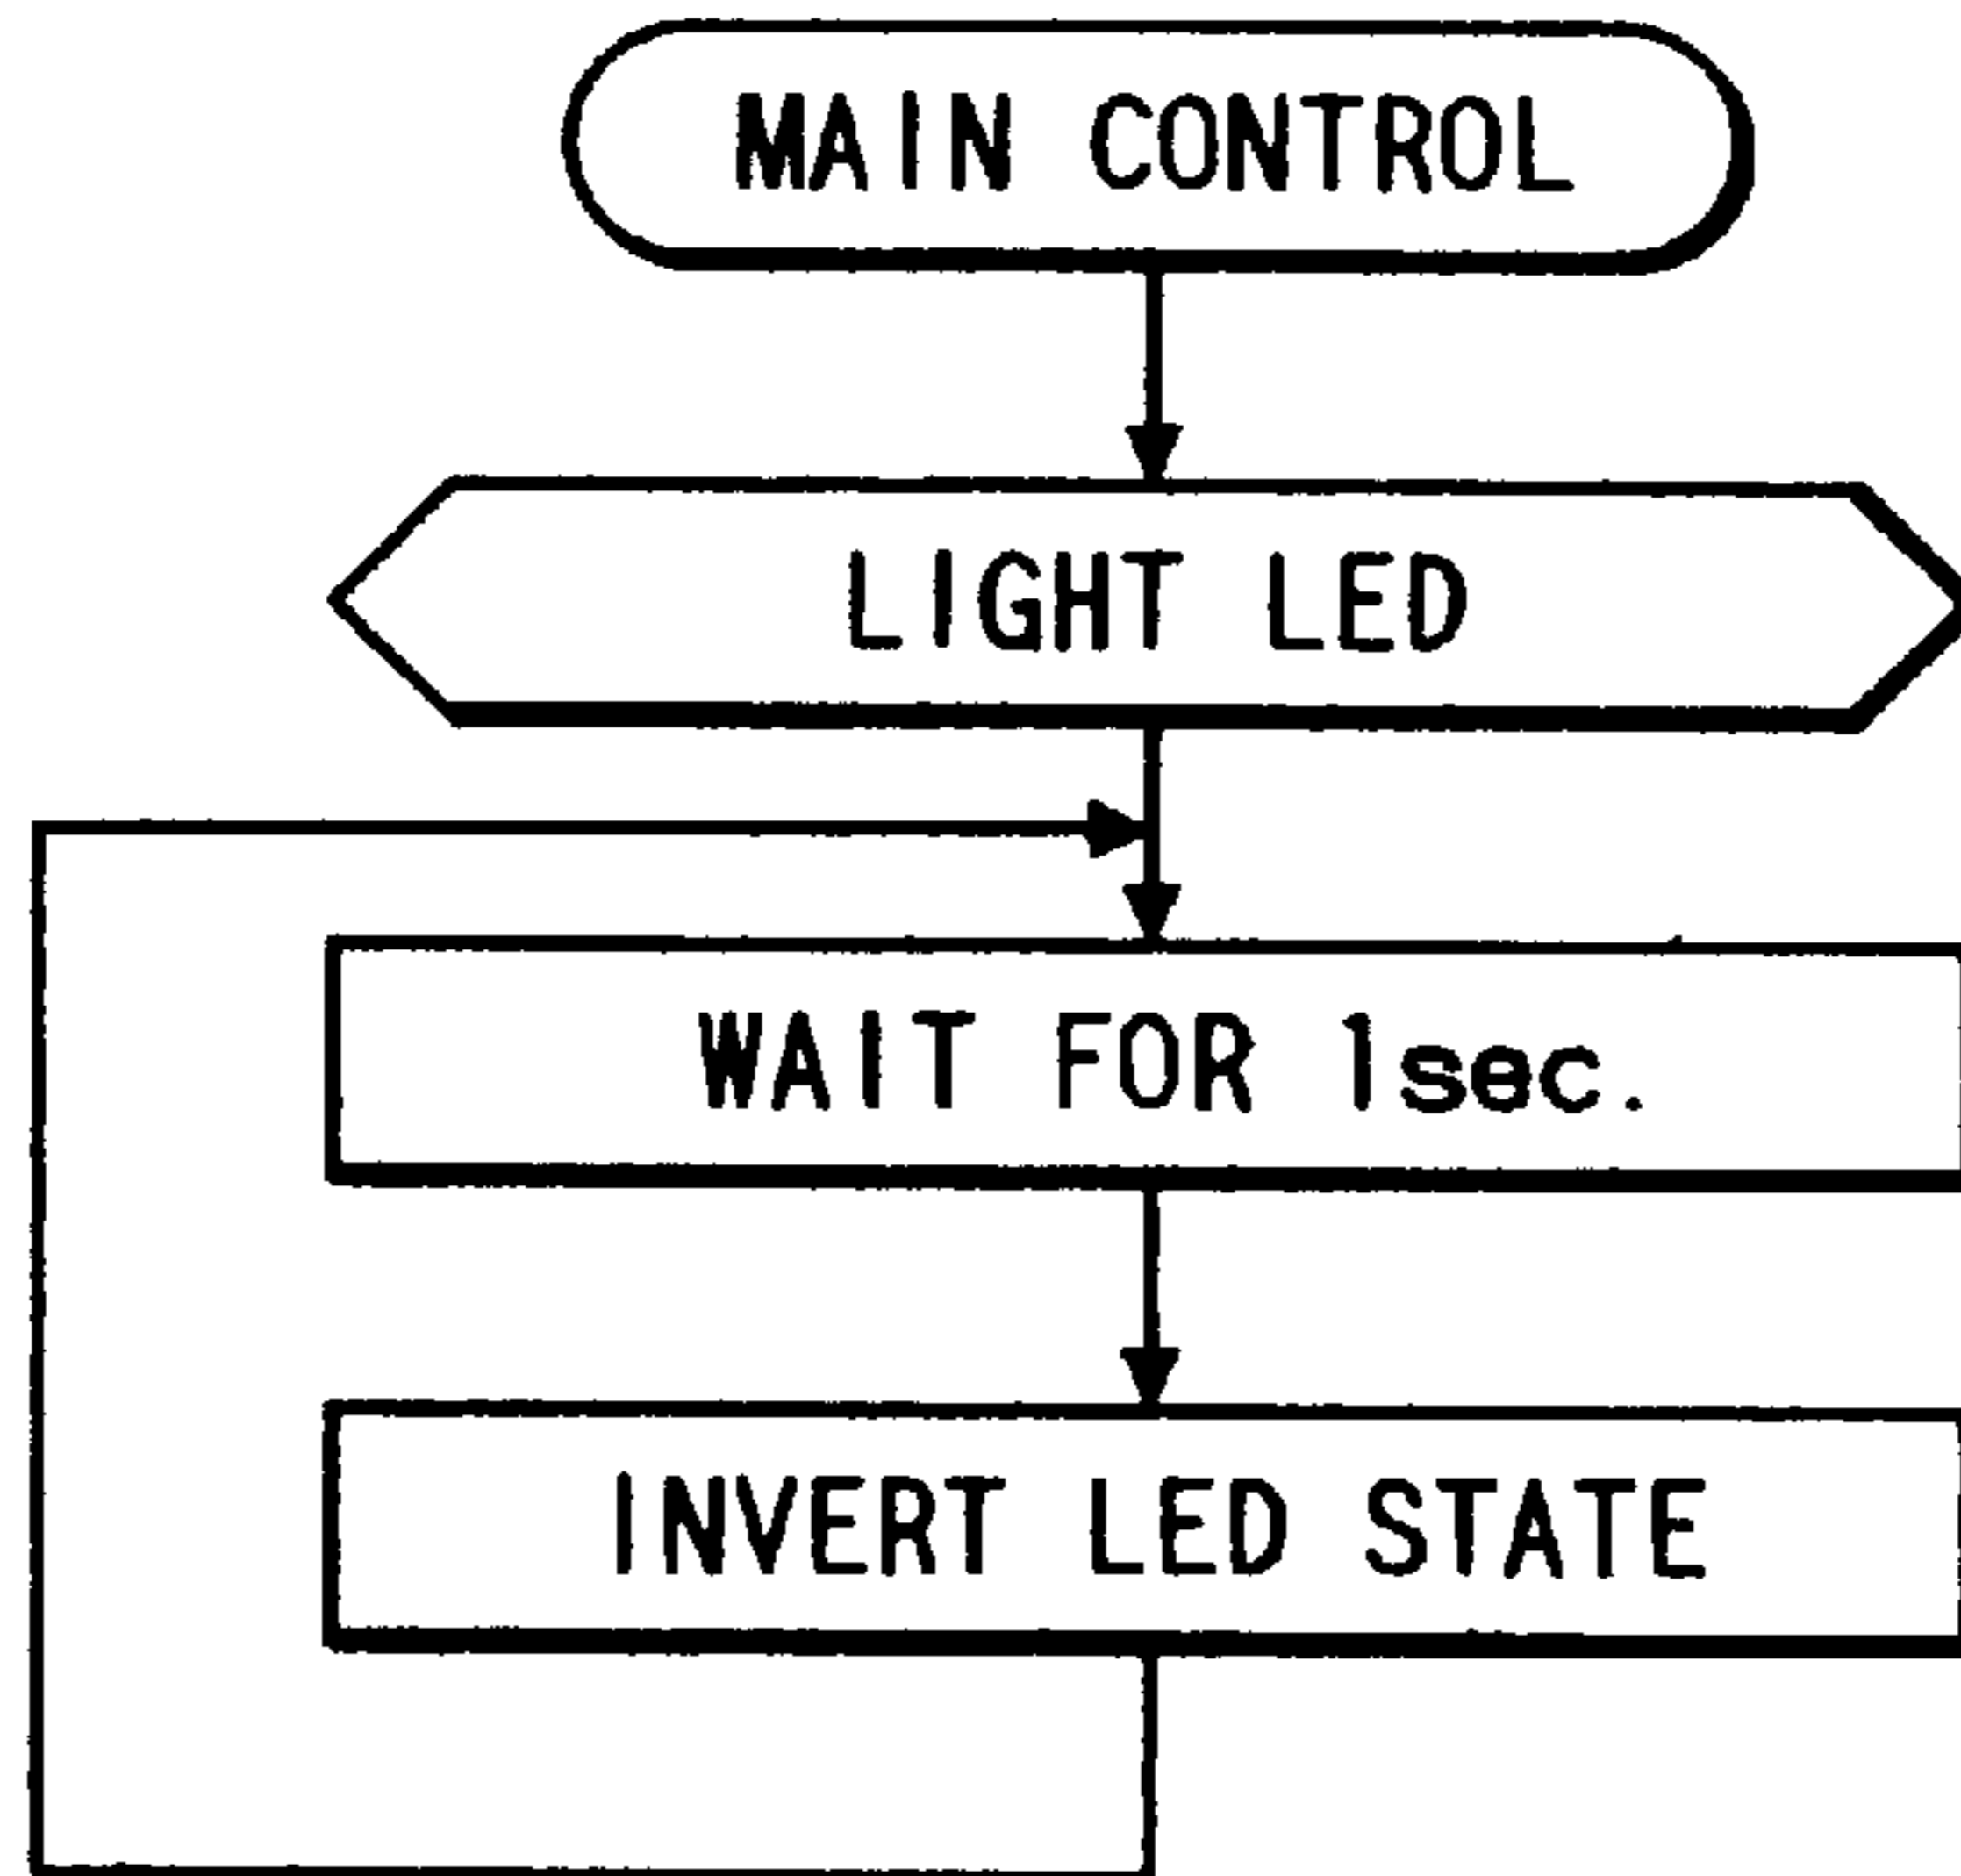 MAIN CONTROL
LIGHT LED
WAIT FOR 1sec.
INVERT LED STATE